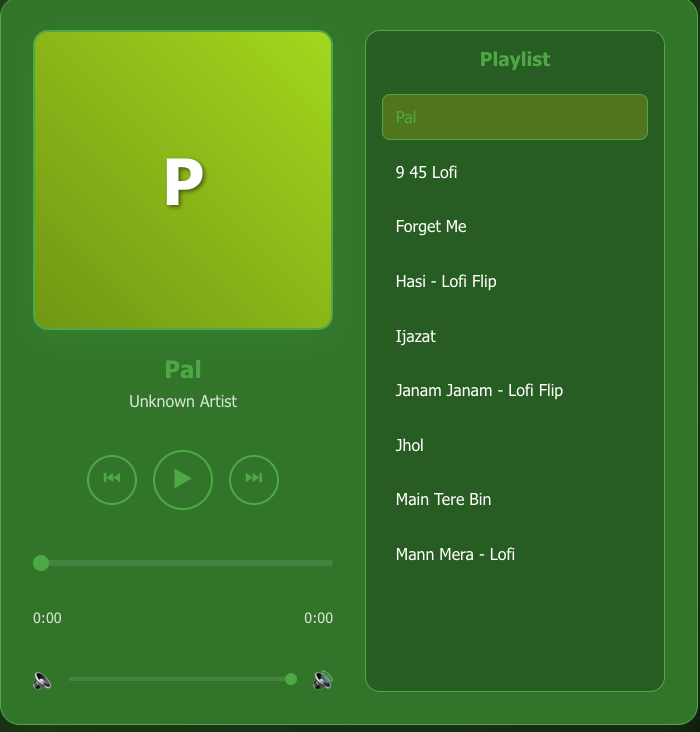 P
Pal
Unknown Artist
0:00
0:00
Playlist
Pal
9 45 Lofi
Forget Me
Hasi - Lofi Flip
Ijazat
Janam Janam - Lofi Flip
Jhol
Main Tere Bin
Mann Mera - Lofi